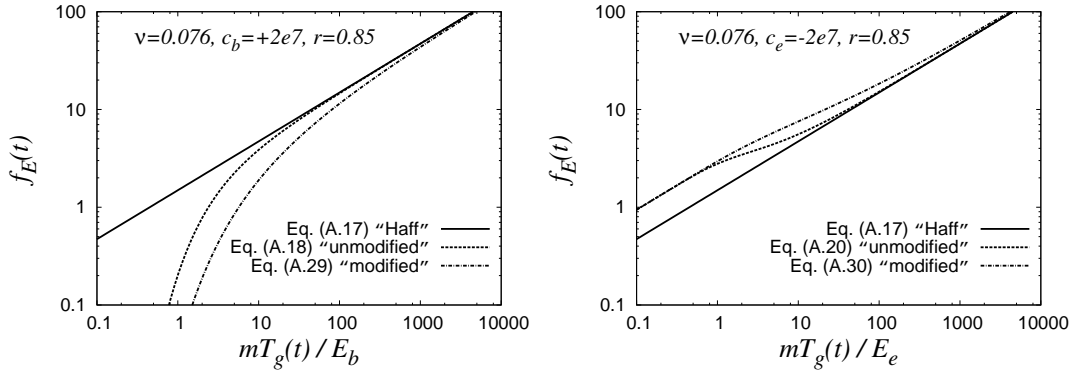 100
10
1
0.1
f_E(t)
ν=0.076, c_b=+2e7, r=0.85
Eq. (A.17) “Haff”
Eq. (A.18) “unmodified”
Eq. (A.29) “modified”
0.1 1 10 100 1000 10000
mT_g(t) / E_b
100
10
1
0.1
f_E(t)
ν=0.076, c_e=-2e7, r=0.85
Eq. (A.17) “Haff”
Eq. (A.20) “unmodified”
Eq. (A.30) “modified”
0.1 1 10 100 1000 10000
mT_g(t) / E_e